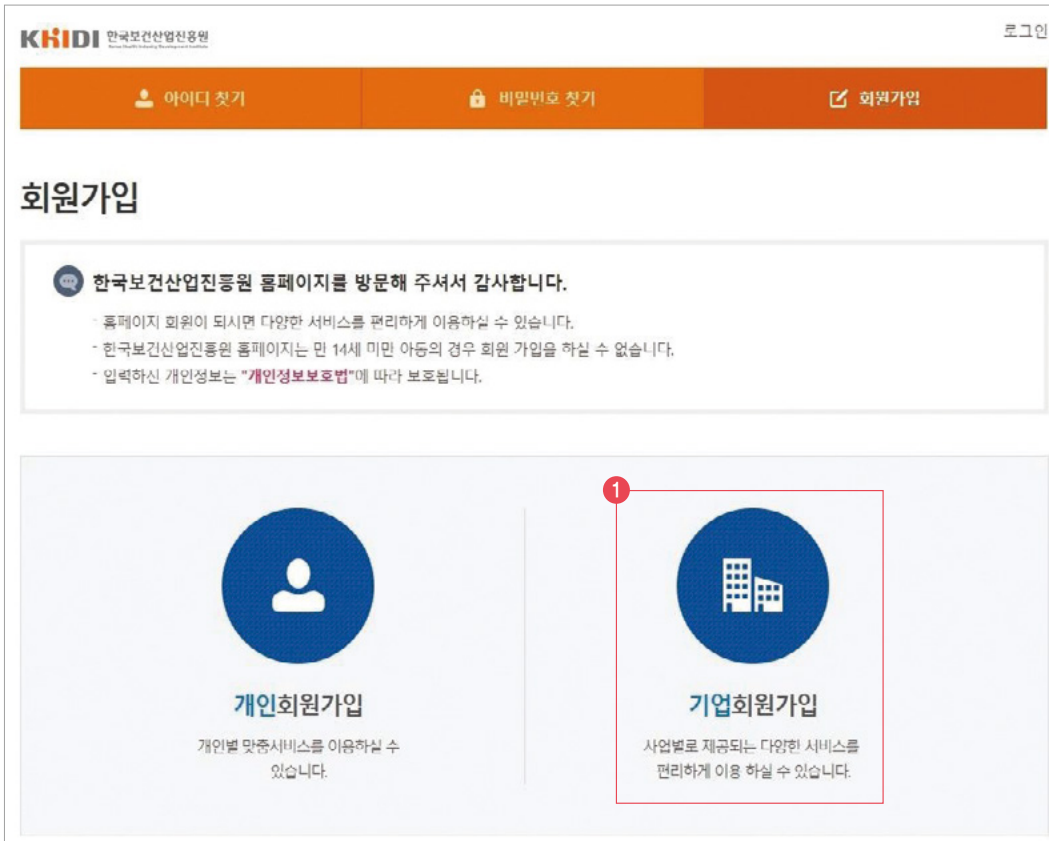 KHIDI 한국보건산업진흥원
로그인
아이디 찾기
비밀번호 찾기
회원가입
회원가입
한국보건산업진흥원 홈페이지를 방문해 주셔서 감사합니다.
- 홈페이지 회원이 되시면 다양한 서비스를 편리하게 이용하실 수 있습니다.
- 한국보건산업진흥원 홈페이지는 만 14세 미만 아동의 경우 회원 가입을 하실 수 없습니다.
- 입력하신 개인정보는 "개인정보보호법"에 따라 보호됩니다.
1
개인회원가입
개인별 맞춤서비스를 이용하실 수
있습니다.
기업회원가입
사업별로 제공되는 다양한 서비스를
편리하게 이용 하실 수 있습니다.